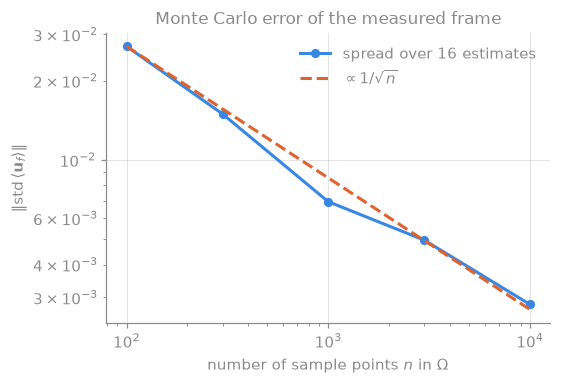 Monte Carlo error of the measured frame
3 × 10⁻²
2 × 10⁻²
10⁻²
6 × 10⁻³
4 × 10⁻³
3 × 10⁻³
‖std ⟨u_f⟩‖
spread over 16 estimates
∝ 1/√n
10² 10³ 10⁴
number of sample points n in Ω